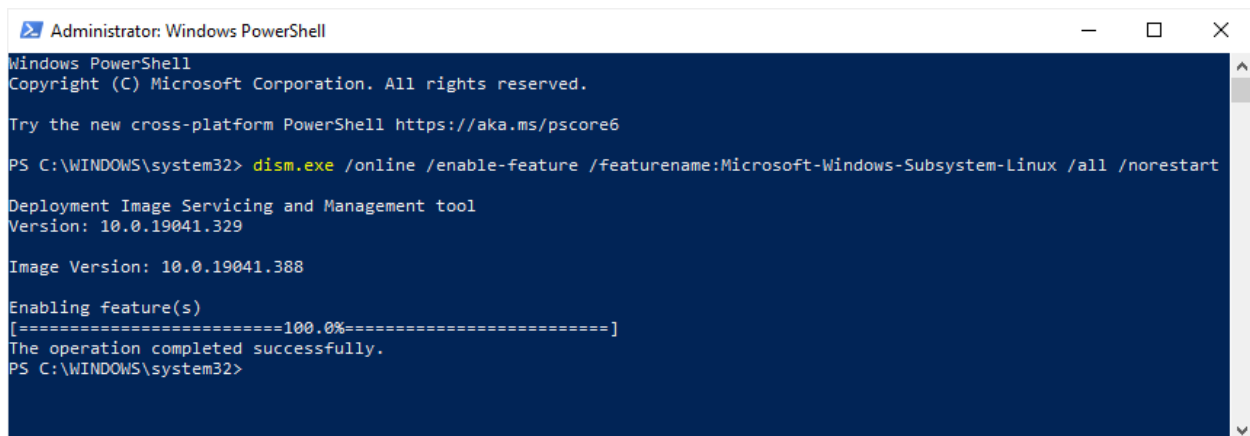 Administrator: Windows PowerShell
Windows PowerShell
Copyright (C) Microsoft Corporation. All rights reserved.
Try the new cross-platform PowerShell https://aka.ms/pscore6
PS C:\WINDOWS\system32> dism.exe /online /enable-feature /featurename:Microsoft-Windows-Subsystem-Linux /all /norestart
Deployment Image Servicing and Management tool
Version: 10.0.19041.329
Image Version: 10.0.19041.388
Enabling feature(s)
[==========================100.0%==========================]
The operation completed successfully.
PS C:\WINDOWS\system32>